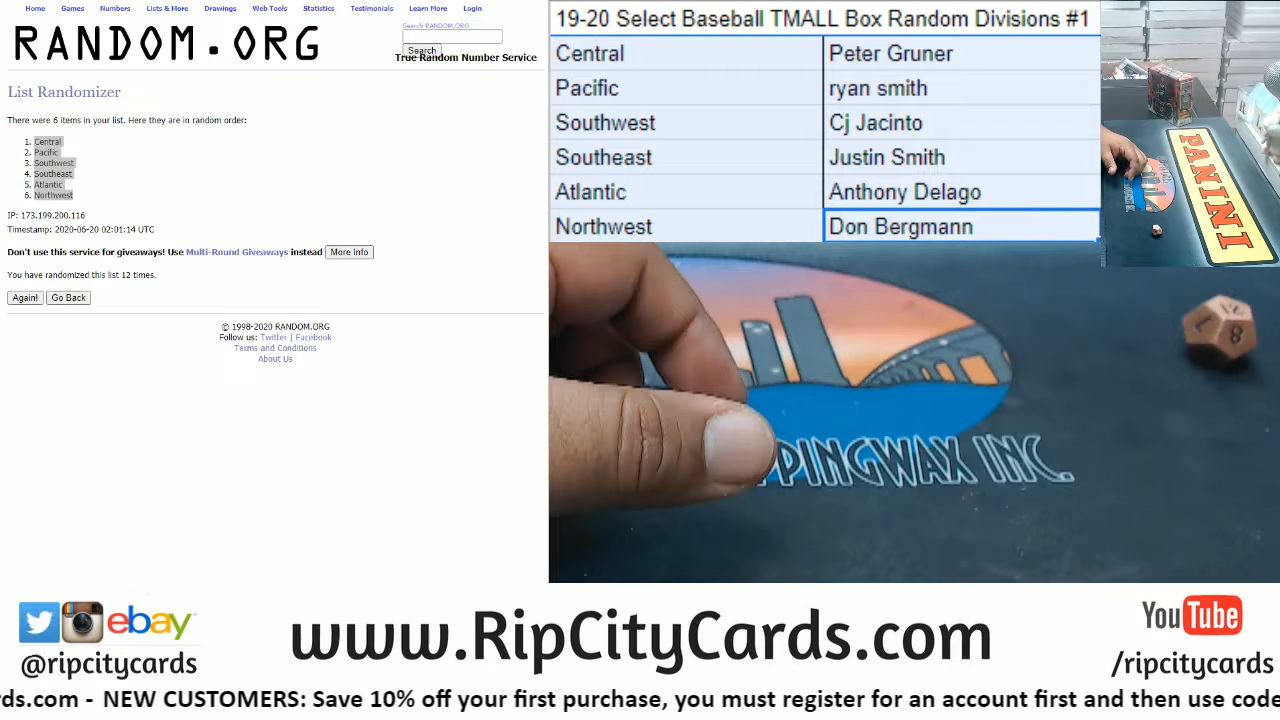 Home Games Numbers Lists & More Drawings Web Tools Statistics Testimonials Learn More Login
RANDOM.ORG
Search RANDOM.ORG
Search
True Random Number Service
List Randomizer
There were 6 items in your list. Here they are in random order:
1. Central
2. Pacific
3. Southwest
4. Southeast
5. Atlantic
6. Northwest
IP: 173.199.200.116
Timestamp: 2020-06-20 02:01:14 UTC
Don't use this service for giveaways! Use Multi-Round Giveaways instead More Info
You have randomized this list 12 times.
Again! Go Back
© 1998-2020 RANDOM.ORG
Follow us: Twitter | Facebook
Terms and Conditions
About Us
19-20 Select Baseball TMALL Box Random Divisions #1
Central Peter Gruner
Pacific ryan smith
Southwest Cj Jacinto
Southeast Justin Smith
Atlantic Anthony Delago
Northwest Don Bergmann
PANINI
12
8
PPINGWAX INC.
ebay
@ripcitycards
www.RipCityCards.com
YouTube
/ripcitycards
rds.com - NEW CUSTOMERS: Save 10% off your first purchase, you must register for an account first and then use code